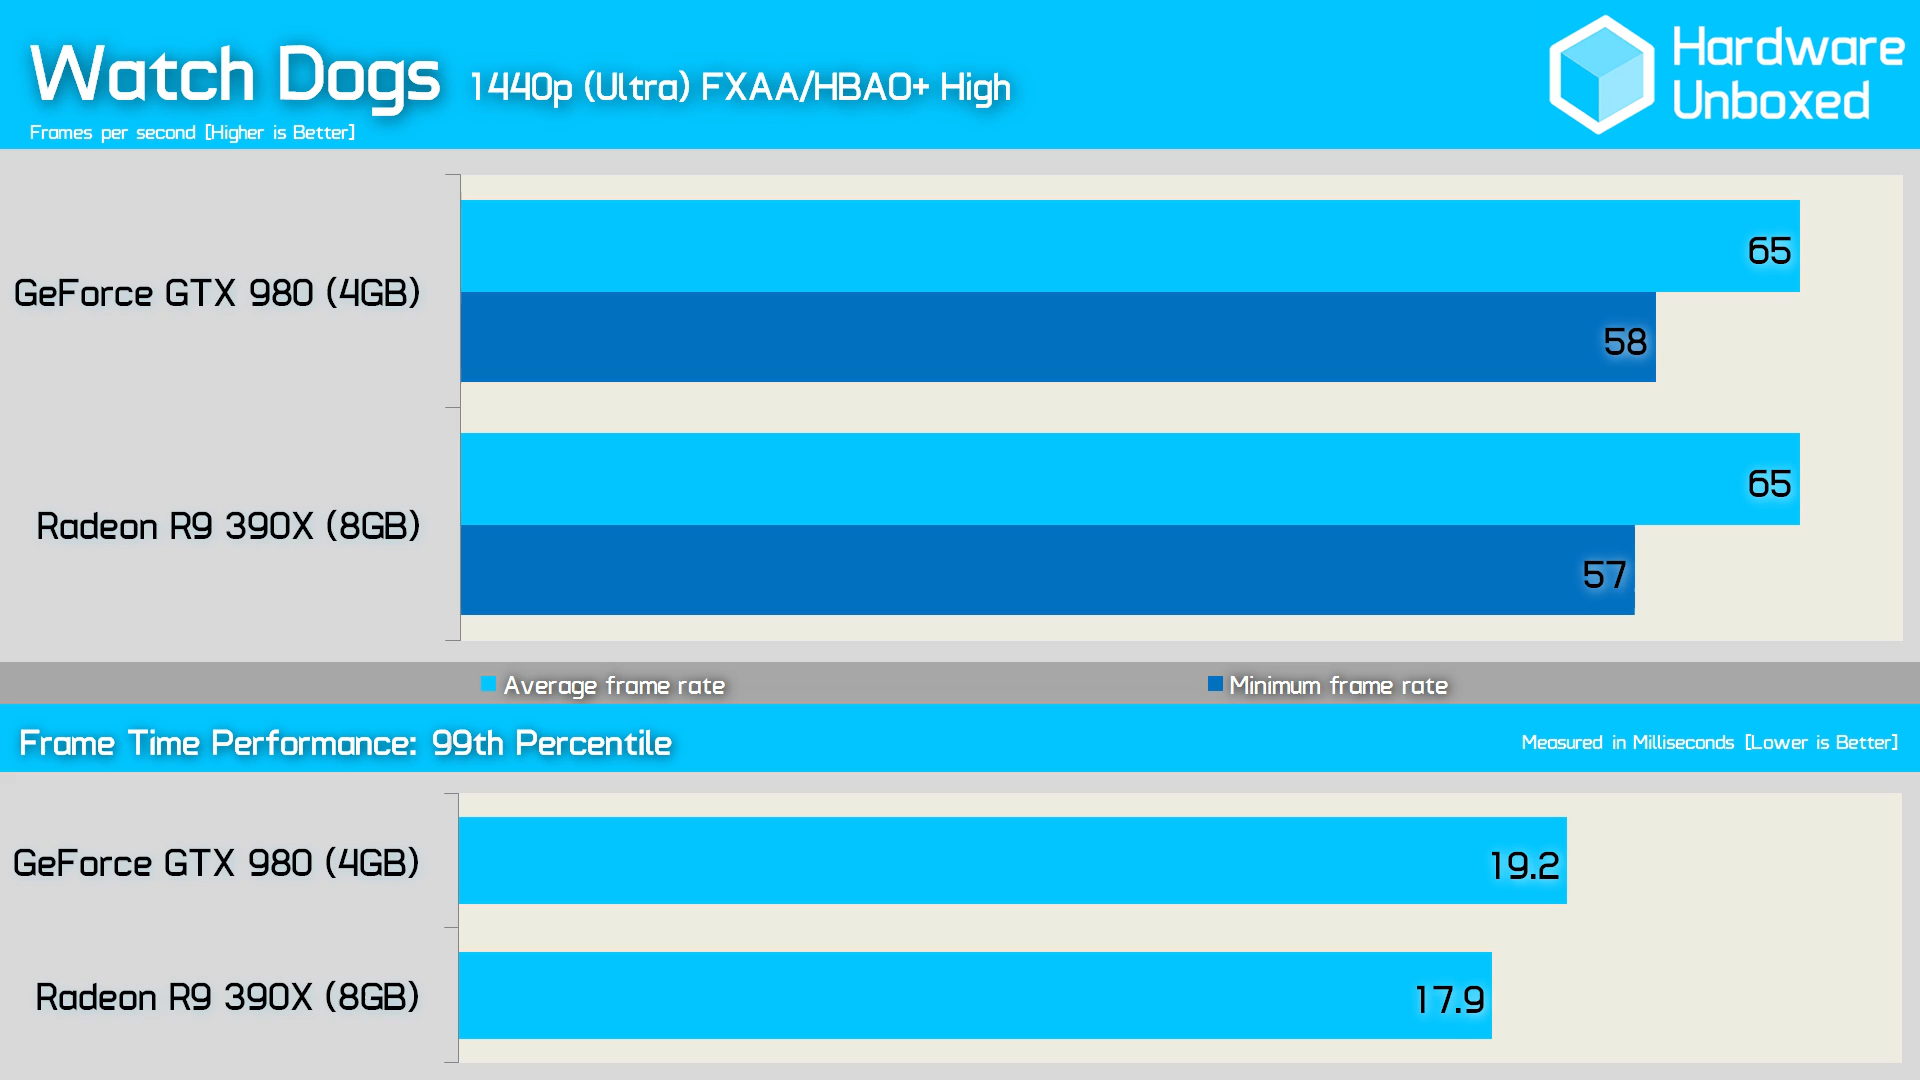 Watch Dogs 1440p (Ultra) FXAA/HBAO+ High
Frames per second [Higher is Better]
Hardware
Unboxed
GeForce GTX 980 (4GB)
65
58
Radeon R9 390X (8GB)
65
57
Average frame rate
Minimum frame rate
Frame Time Performance: 99th Percentile
Measured in Milliseconds [Lower is Better]
GeForce GTX 980 (4GB)
19.2
Radeon R9 390X (8GB)
17.9